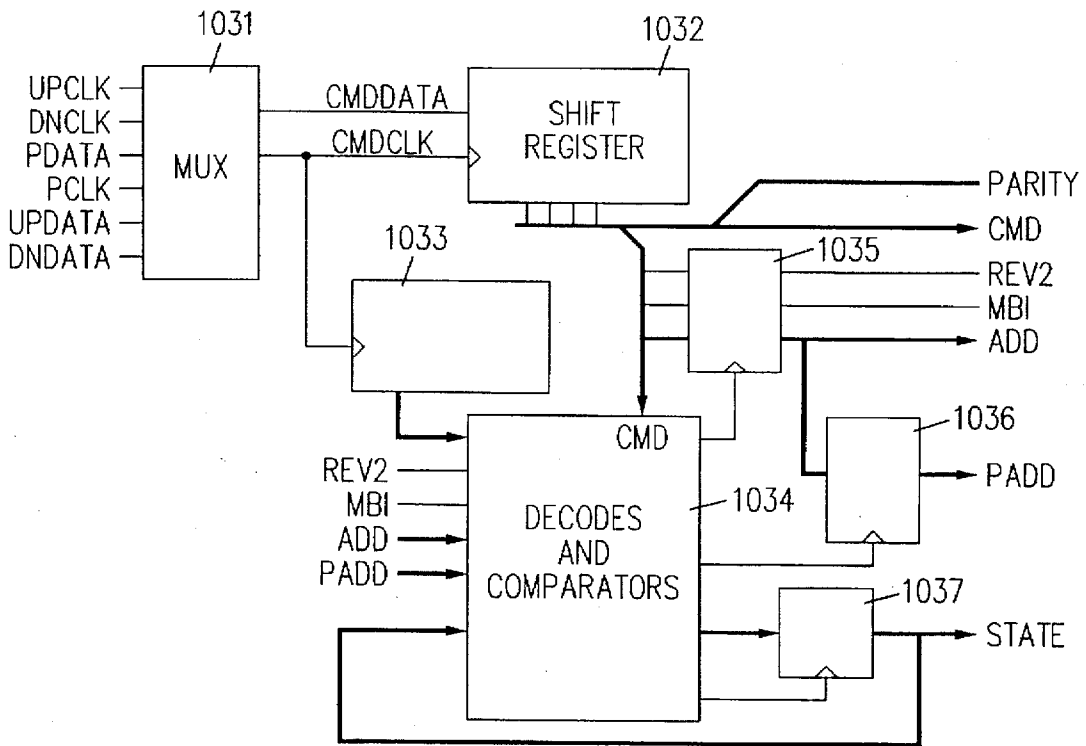 1031
1032
UPCLK
DNCLK
PDATA
PCLK
UPDATA
DNDATA
MUX
CMDDATA
CMDCLK
SHIFT
REGISTER
PARITY
CMD
1033
1035
REV2
MBI
ADD
1036
PADD
CMD
REV2
MBI
ADD
PADD
DECODES
AND
COMPARATORS
1034
1037
STATE